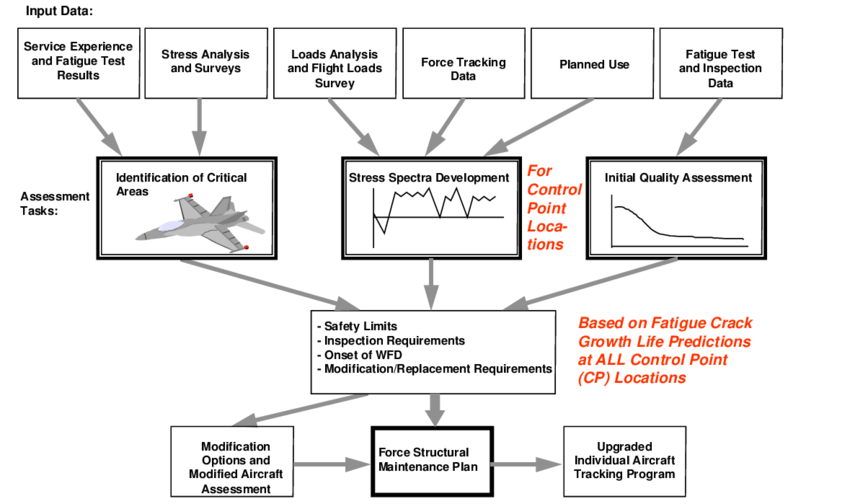 Input Data:
Service Experience
and Fatigue Test
Results
Stress Analysis
and Surveys
Loads Analysis
and Flight Loads
Survey
Force Tracking
Data
Planned Use
Fatigue Test
and Inspection
Data
Assessment
Tasks:
Identification of Critical
Areas
Stress Spectra Development
For
Control
Point
Loca-
tions
Initial Quality Assessment
- Safety Limits
- Inspection Requirements
- Onset of WFD
- Modification/Replacement Requirements
Based on Fatigue Crack
Growth Life Predictions
at ALL Control Point
(CP) Locations
Modification
Options and
Modified Aircraft
Assessment
Force Structural
Maintenance Plan
Upgraded
Individual Aircraft
Tracking Program